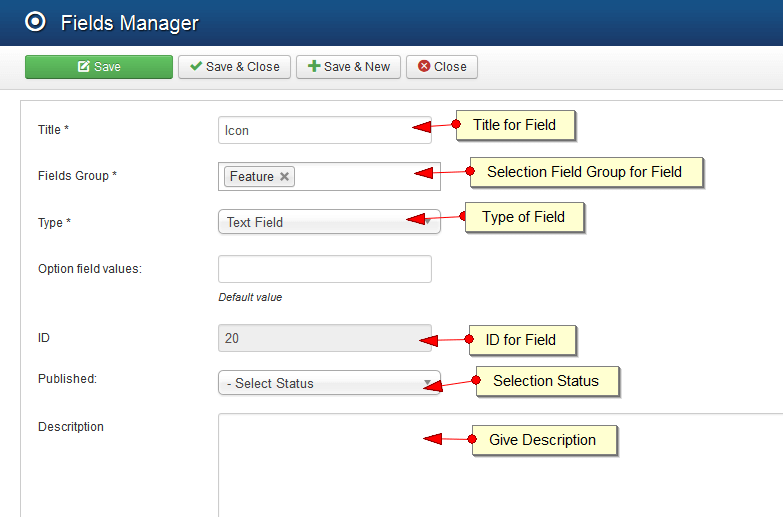 Fields Manager
Save
Save & Close
Save & New
Close
Title *
Icon
Title for Field
Fields Group *
Feature
Selection Field Group for Field
Type *
Text Field
Type of Field
Option field values:
Default value
ID
20
ID for Field
Published:
- Select Status
Selection Status
Descritption
Give Description